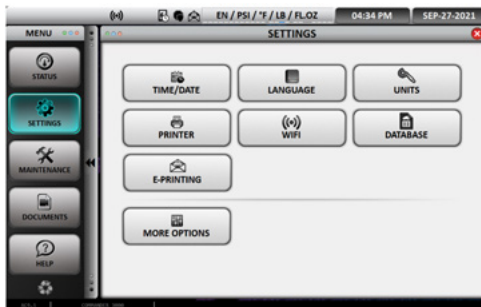 EN / PSI / °F / LB / FL.OZ
04:34 PM
SEP-27-2021
MENU
SETTINGS
STATUS
SETTINGS
MAINTENANCE
DOCUMENTS
HELP
TIME/DATE
LANGUAGE
UNITS
PRINTER
WIFI
DATABASE
E-PRINTING
MORE OPTIONS